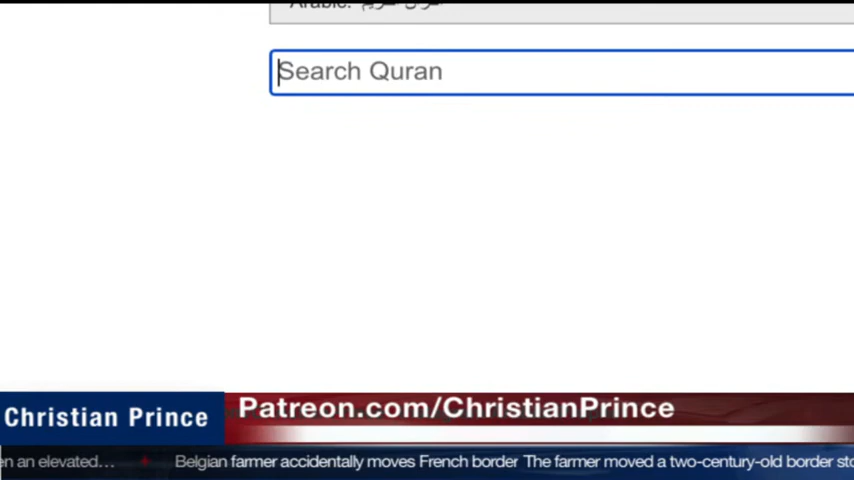 Arabic:
Search Quran
Christian Prince
Patreon.com/ChristianPrince
en an elevated... + Belgian farmer accidentally moves French border The farmer moved a two-century-old border sto